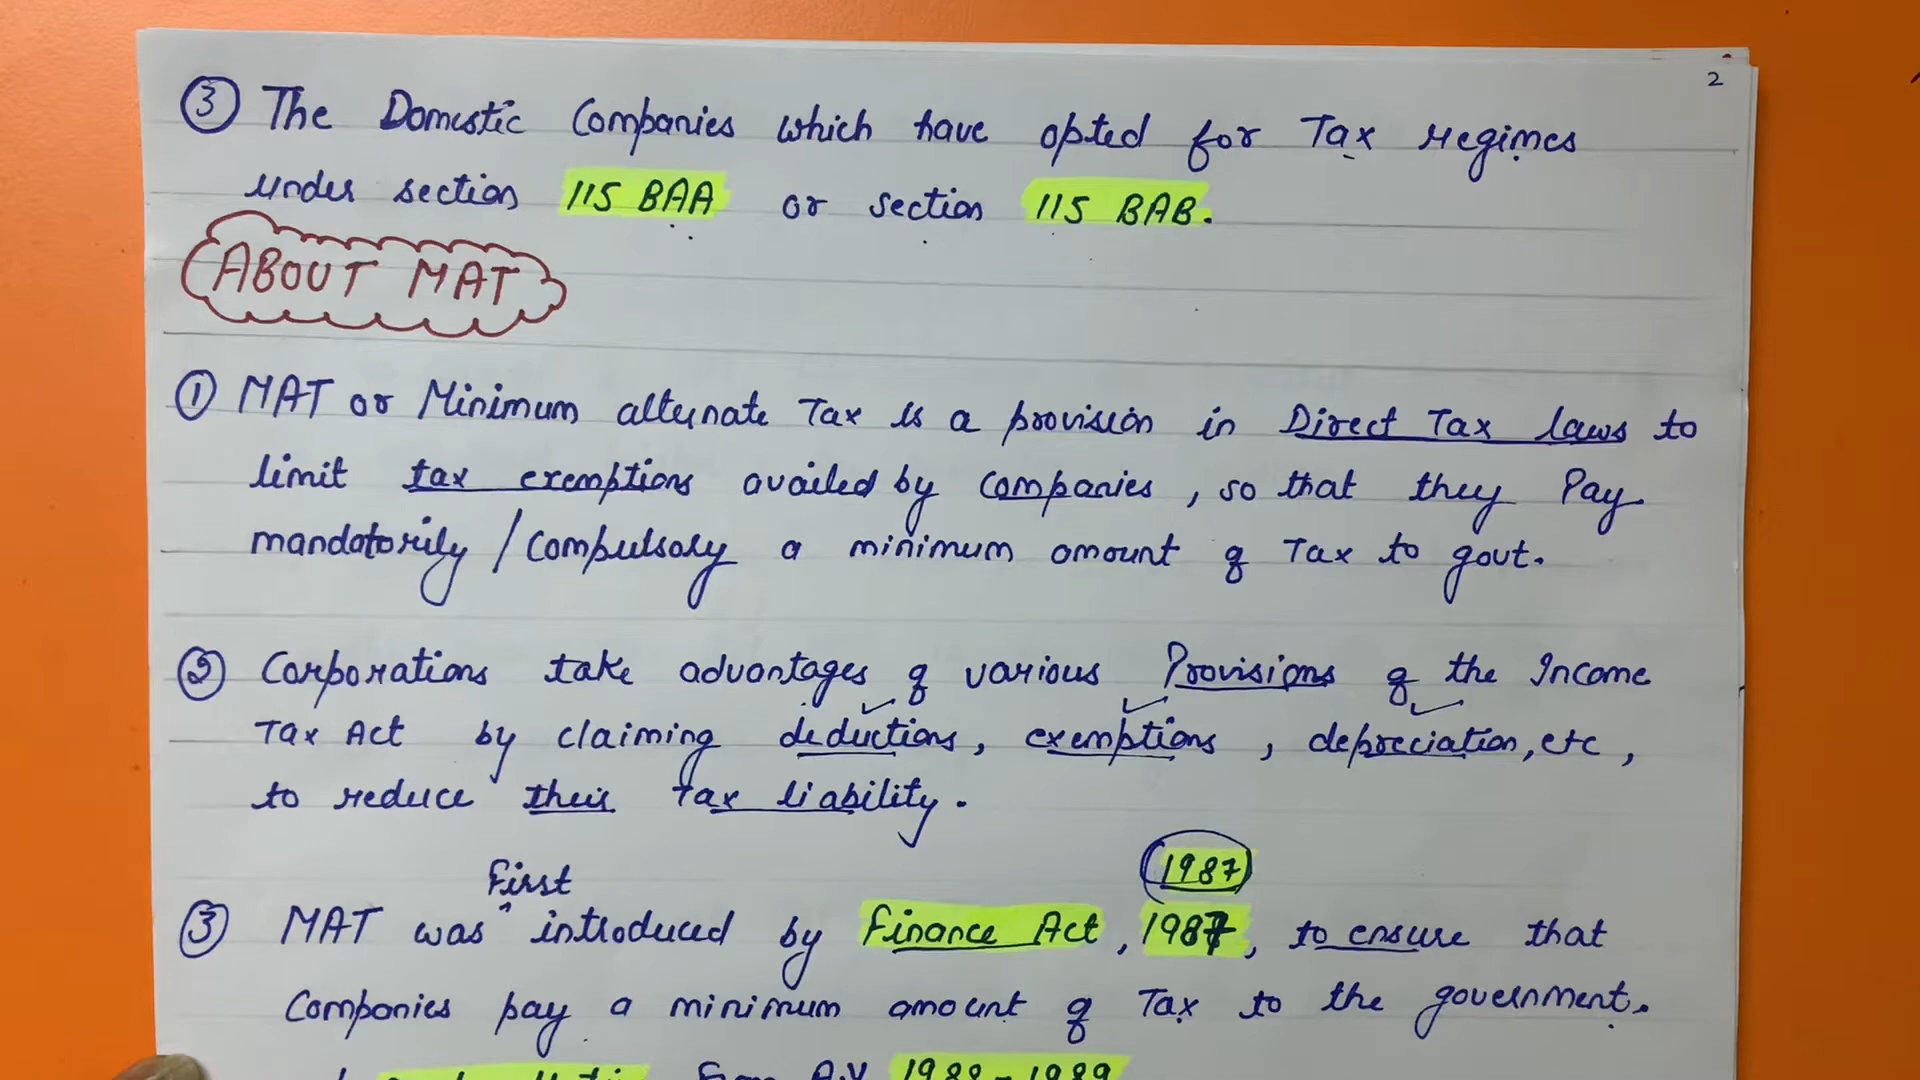 2
③ The Domestic Companies which have opted for Tax regimes
under section 115 BAA or section 115 BAB.
ABOUT MAT
① MAT or Minimum alternate Tax is a provision in Direct Tax laws to
limit tax exemptions availed by companies, so that they Pay
mandatorily / Compulsory a minimum amount of Tax to govt.
② Corporations take advantages of various Provisions of the Income
Tax Act by claiming deductions, exemptions, depreciation, etc,
to reduce their tax liability.
First 1987
③ MAT was introduced by Finance Act, 1987, to ensure that
Companies pay a minimum amount of Tax to the government.
from A.Y 1988-1989